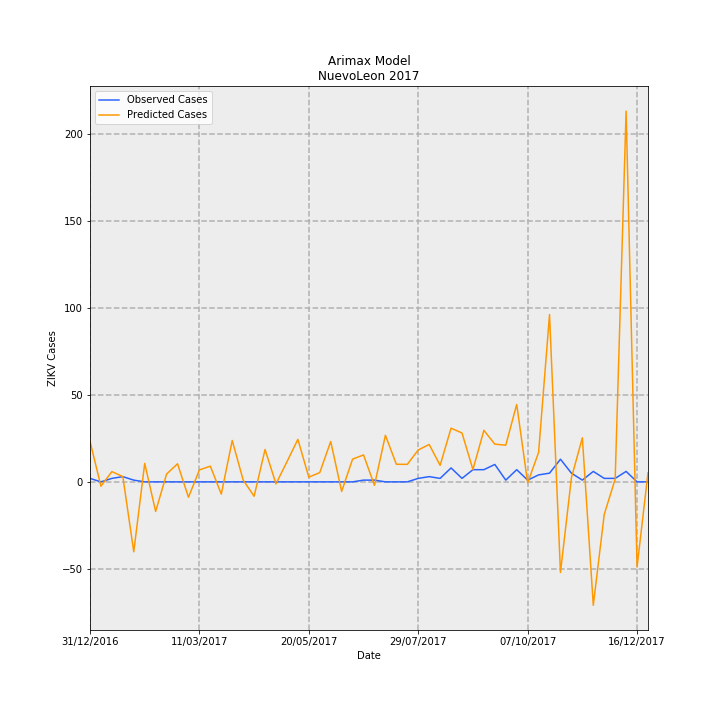 Arimax Model
NuevoLeon 2017
Observed Cases
Predicted Cases
200
150
100
50
0
−50
ZIKV Cases
31/12/2016 11/03/2017 20/05/2017 29/07/2017 07/10/2017 16/12/2017
Date